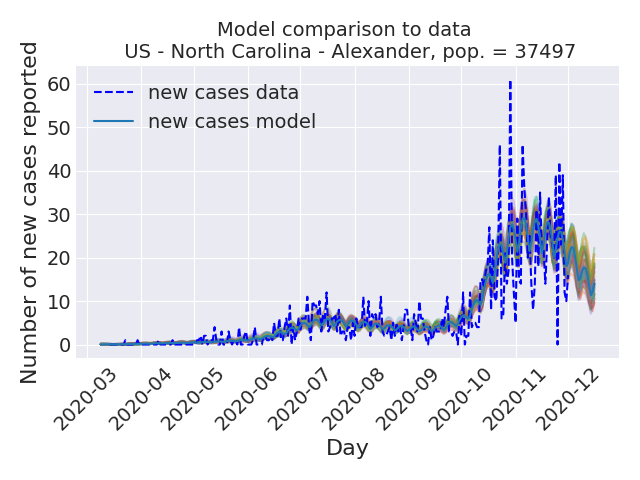 Model comparison to data
US - North Carolina - Alexander, pop. = 37497
new cases data
new cases model
Number of new cases reported
60
50
40
30
20
10
0
2020-03
2020-04
2020-05
2020-06
2020-07
2020-08
2020-09
2020-10
2020-11
2020-12
Day